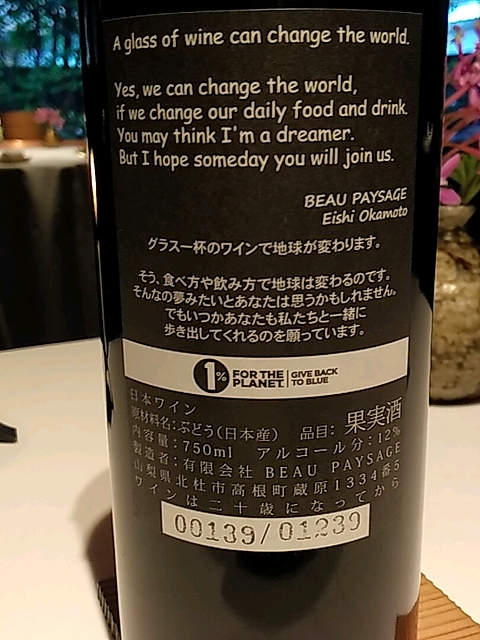 A glass of wine can change the world.
Yes, we can change the world,
if we change our daily food and drink.
You may think I'm a dreamer.
But I hope someday you will join us.
BEAU PAYSAGE
Eishi Okamoto
グラス一杯のワインで地球が変わります。
そう、食べ方や飲み方で地球は変わるのです。
そんなの夢みたいとあなたは思うかもしれません。
でもいつかあなたも私たちと一緒に
歩き出してくれるのを願っています。
1% FOR THE PLANET. GIVE BACK TO BLUE
日本ワイン
原材料名:ぶどう(日本産) 品目: 果実酒
内容量:750ml アルコール分:12%
製造者:有限会社 BEAU PAYSAGE
山梨県北杜市高根町蔵原1334番5
ワインは二十歳になってから
00139/01239